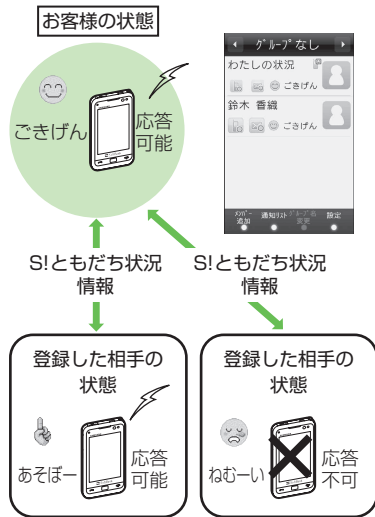 お客様の状態
ごきげん
応答
可能
グループなし
わたしの状況
ごきげん
鈴木 香織
ごきげん
メンバー
追加
通知リスト
グループ名
変更
設定
S!ともだち状況
情報
S!ともだち状況
情報
登録した相手の
状態
あそぼー
応答
可能
登録した相手の
状態
ねむーい
応答
不可